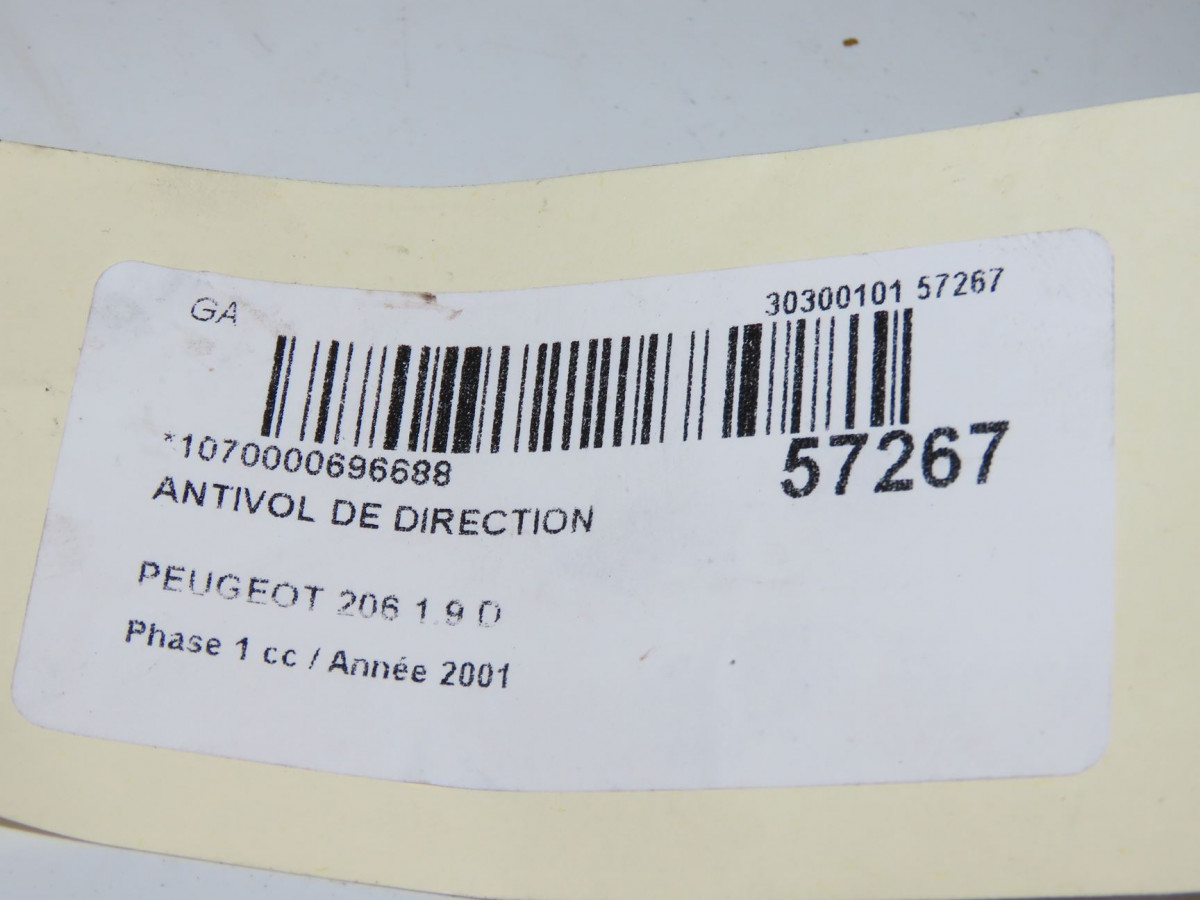 GA
30300101 57267
*1070000696688
57267
ANTIVOL DE DIRECTION
PEUGEOT 206 1.9 D
Phase 1 cc / Année 2001